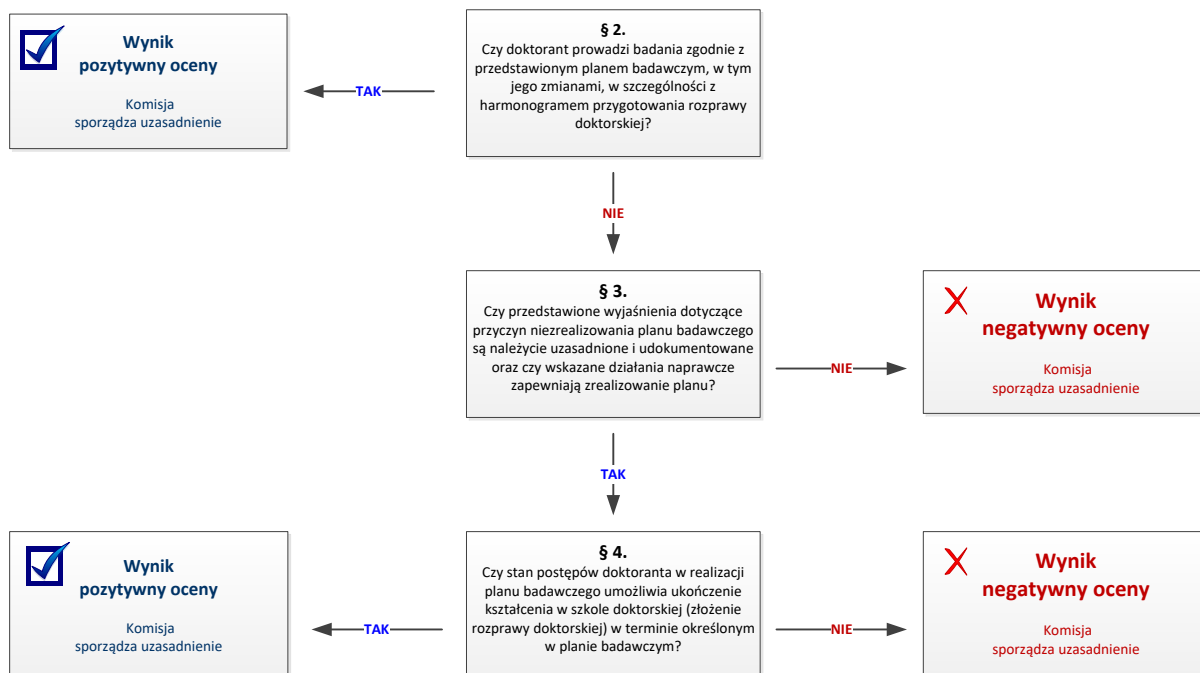 Wynik
pozytywny oceny
Komisja
sporządza uzasadnienie
TAK
§ 2.
Czy doktorant prowadzi badania zgodnie z
przedstawionym planem badawczym, w tym
jego zmianami, w szczególności z
harmonogramem przygotowania rozprawy
doktorskiej?
NIE
§ 3.
Czy przedstawione wyjaśnienia dotyczące
przyczyn niezrealizowania planu badawczego
są należycie uzasadnione i udokumentowane
oraz czy wskazane działania naprawcze
zapewniają zrealizowanie planu?
NIE
Wynik
negatywny oceny
Komisja
sporządza uzasadnienie
TAK
Wynik
pozytywny oceny
Komisja
sporządza uzasadnienie
TAK
§ 4.
Czy stan postępów doktoranta w realizacji
planu badawczego umożliwia ukończenie
kształcenia w szkole doktorskiej (złożenie
rozprawy doktorskiej) w terminie określonym
w planie badawczym?
NIE
Wynik
negatywny oceny
Komisja
sporządza uzasadnienie